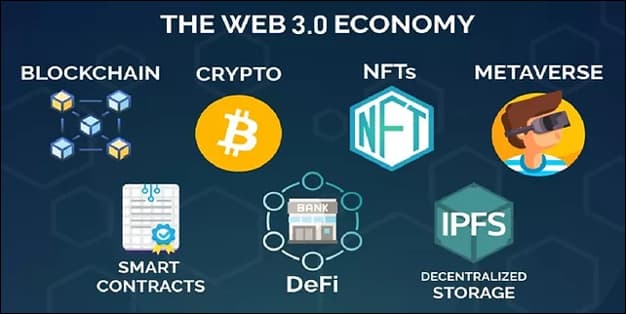 THE WEB 3.0 ECONOMY
BLOCKCHAIN
CRYPTO
NFTs
METAVERSE
NFT
BANK
IPFS
SMART
CONTRACTS
DeFi
DECENTRALIZED
STORAGE